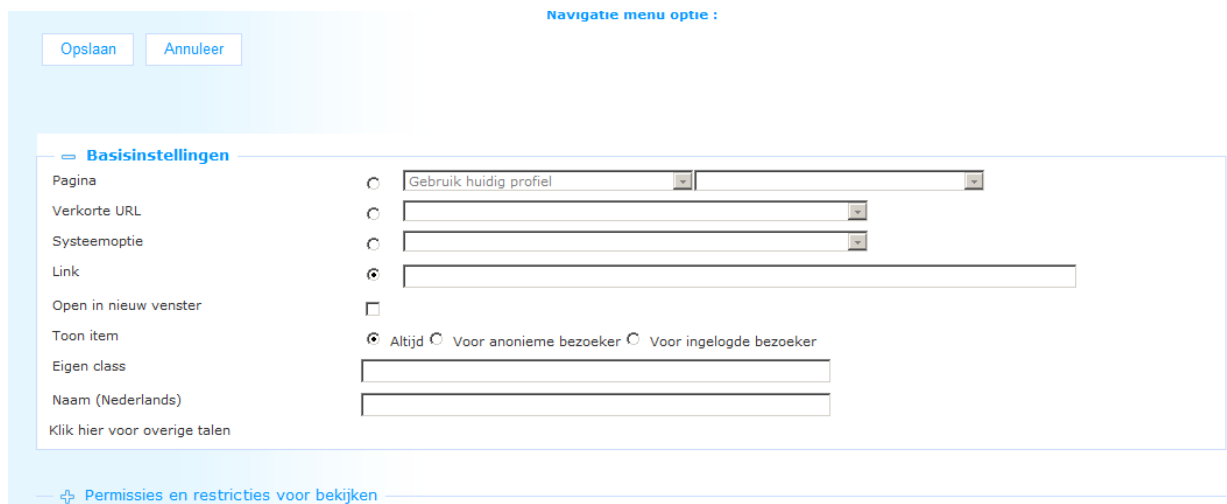 Navigatie menu optie :
Opslaan Annuleer
Basisinstellingen
Pagina Gebruik huidig profiel
Verkorte URL
Systeemoptie
Link
Open in nieuw venster
Toon item Altijd Voor anonieme bezoeker Voor ingelogde bezoeker
Eigen class
Naam (Nederlands)
Klik hier voor overige talen
Permissies en restricties voor bekijken